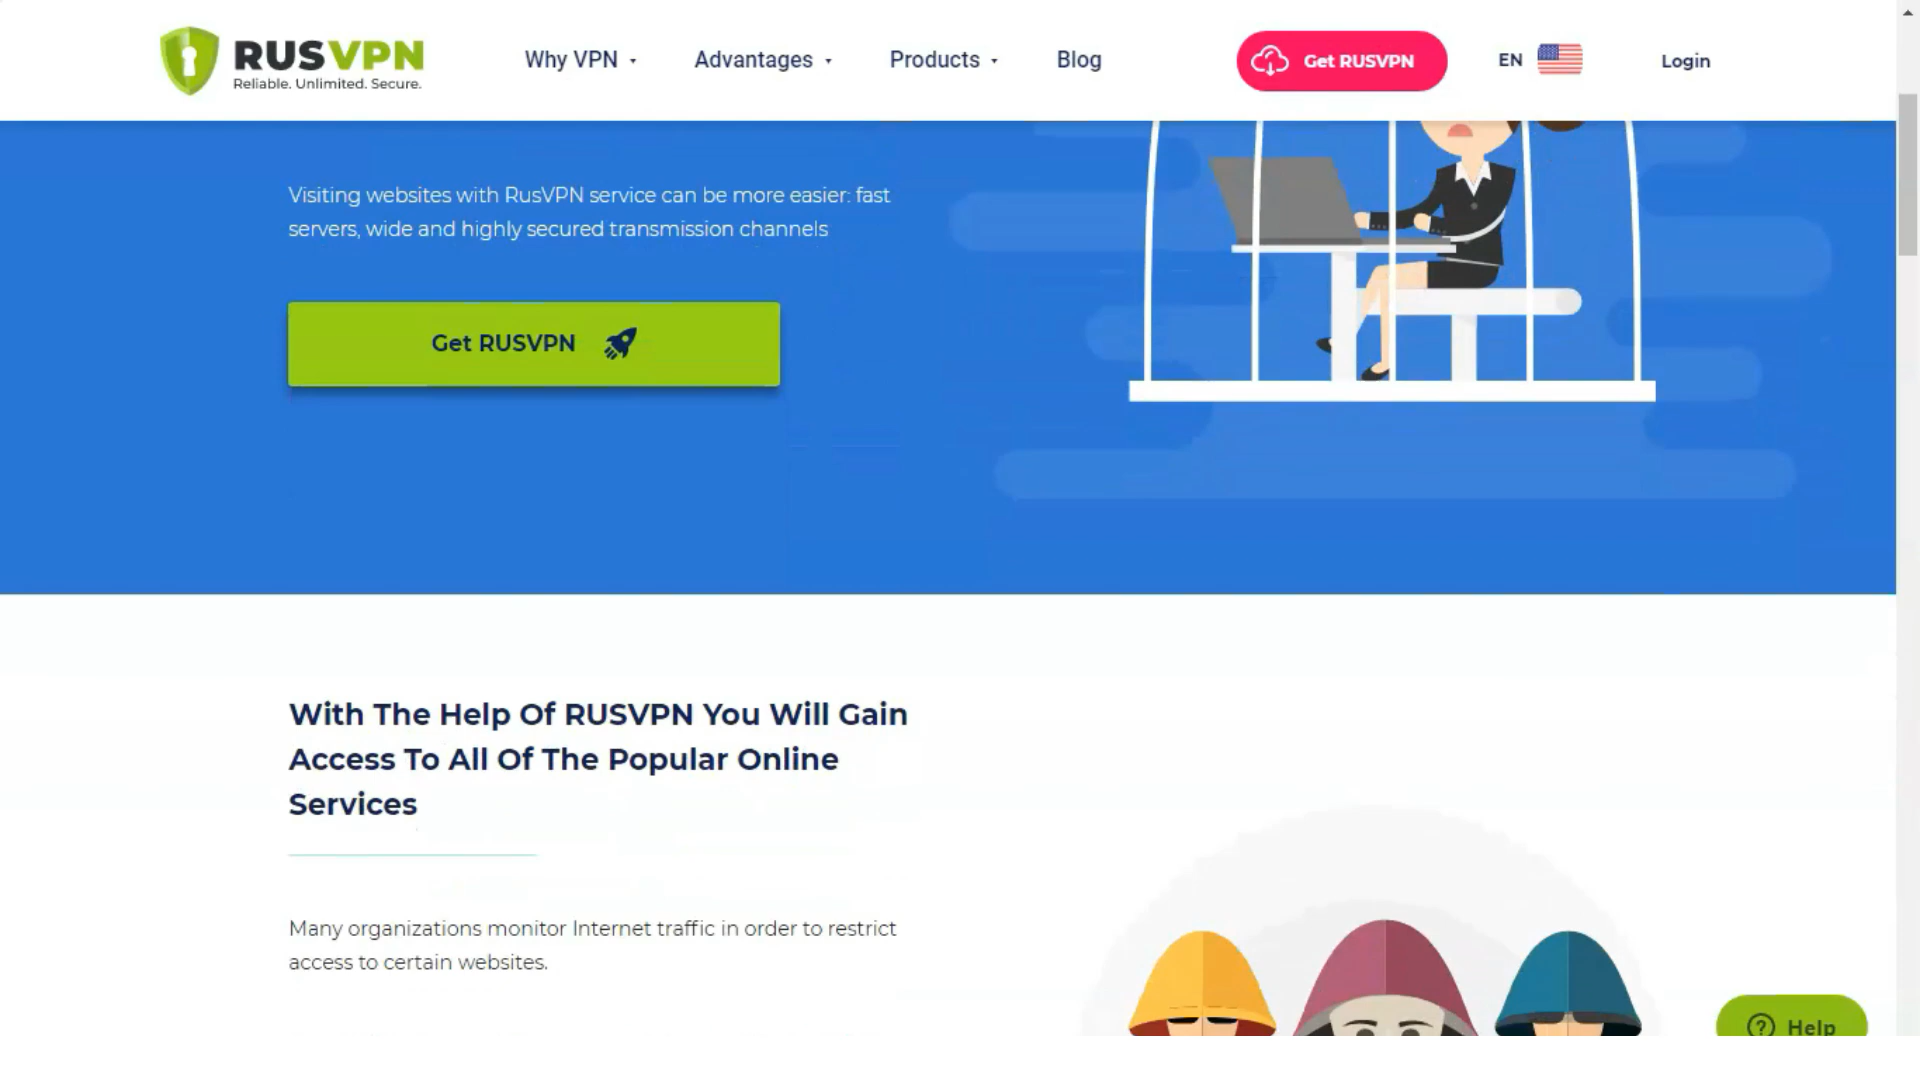 RUSVPN
Reliable. Unlimited. Secure.
Why VPN
Advantages
Products
Blog
Get RUSVPN
EN
Login
Visiting websites with RusVPN service can be more easier: fast
servers, wide and highly secured transmission channels
Get RUSVPN
With The Help Of RUSVPN You Will Gain
Access To All Of The Popular Online
Services
Many organizations monitor Internet traffic in order to restrict
access to certain websites.
? Help